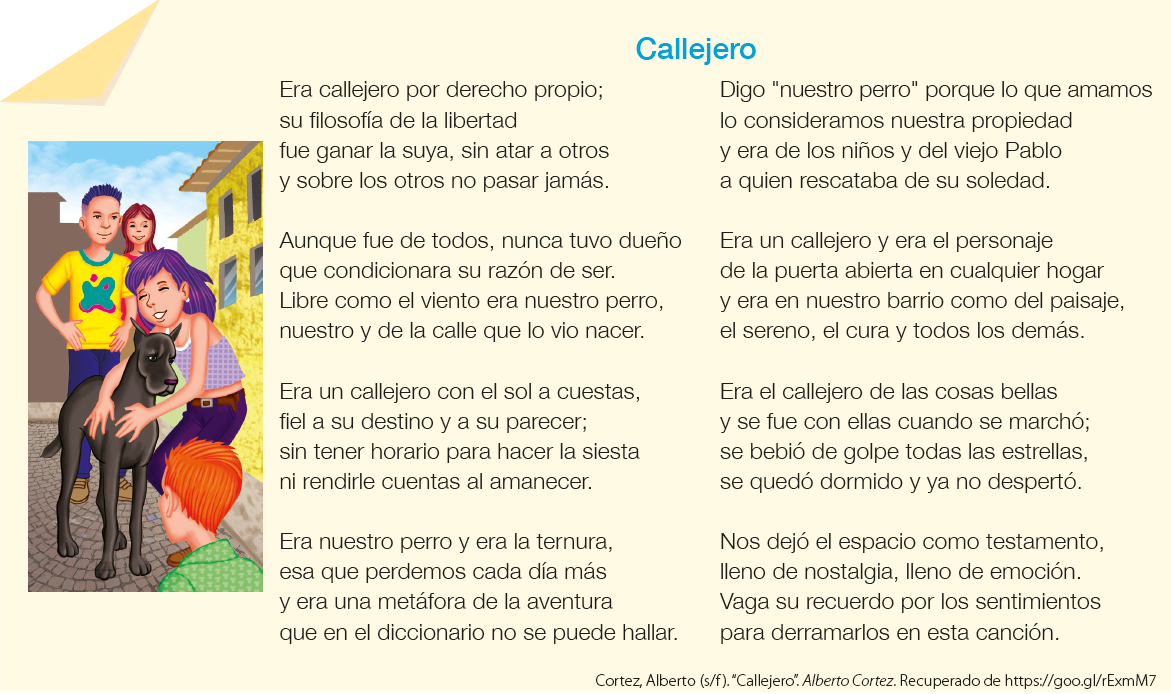 Callejero
Era callejero por derecho propio;
su filosofía de la libertad
fue ganar la suya, sin atar a otros
y sobre los otros no pasar jamás.
Aunque fue de todos, nunca tuvo dueño
que condicionara su razón de ser.
Libre como el viento era nuestro perro,
nuestro y de la calle que lo vio nacer.
Era un callejero con el sol a cuestas,
fiel a su destino y a su parecer;
sin tener horario para hacer la siesta
ni rendirle cuentas al amanecer.
Era nuestro perro y era la ternura,
esa que perdemos cada día más
y era una metáfora de la aventura
que en el diccionario no se puede hallar.
Digo "nuestro perro" porque lo que amamos
lo consideramos nuestra propiedad
y era de los niños y del viejo Pablo
a quien rescataba de su soledad.
Era un callejero y era el personaje
de la puerta abierta en cualquier hogar
y era en nuestro barrio como del paisaje,
el sereno, el cura y todos los demás.
Era el callejero de las cosas bellas
y se fue con ellas cuando se marchó;
se bebió de golpe todas las estrellas,
se quedó dormido y ya no despertó.
Nos dejó el espacio como testamento,
lleno de nostalgia, lleno de emoción.
Vaga su recuerdo por los sentimientos
para derramarlos en esta canción.
Cortez, Alberto (s/f). “Callejero”. Alberto Cortez. Recuperado de https://goo.gl/rExmM7